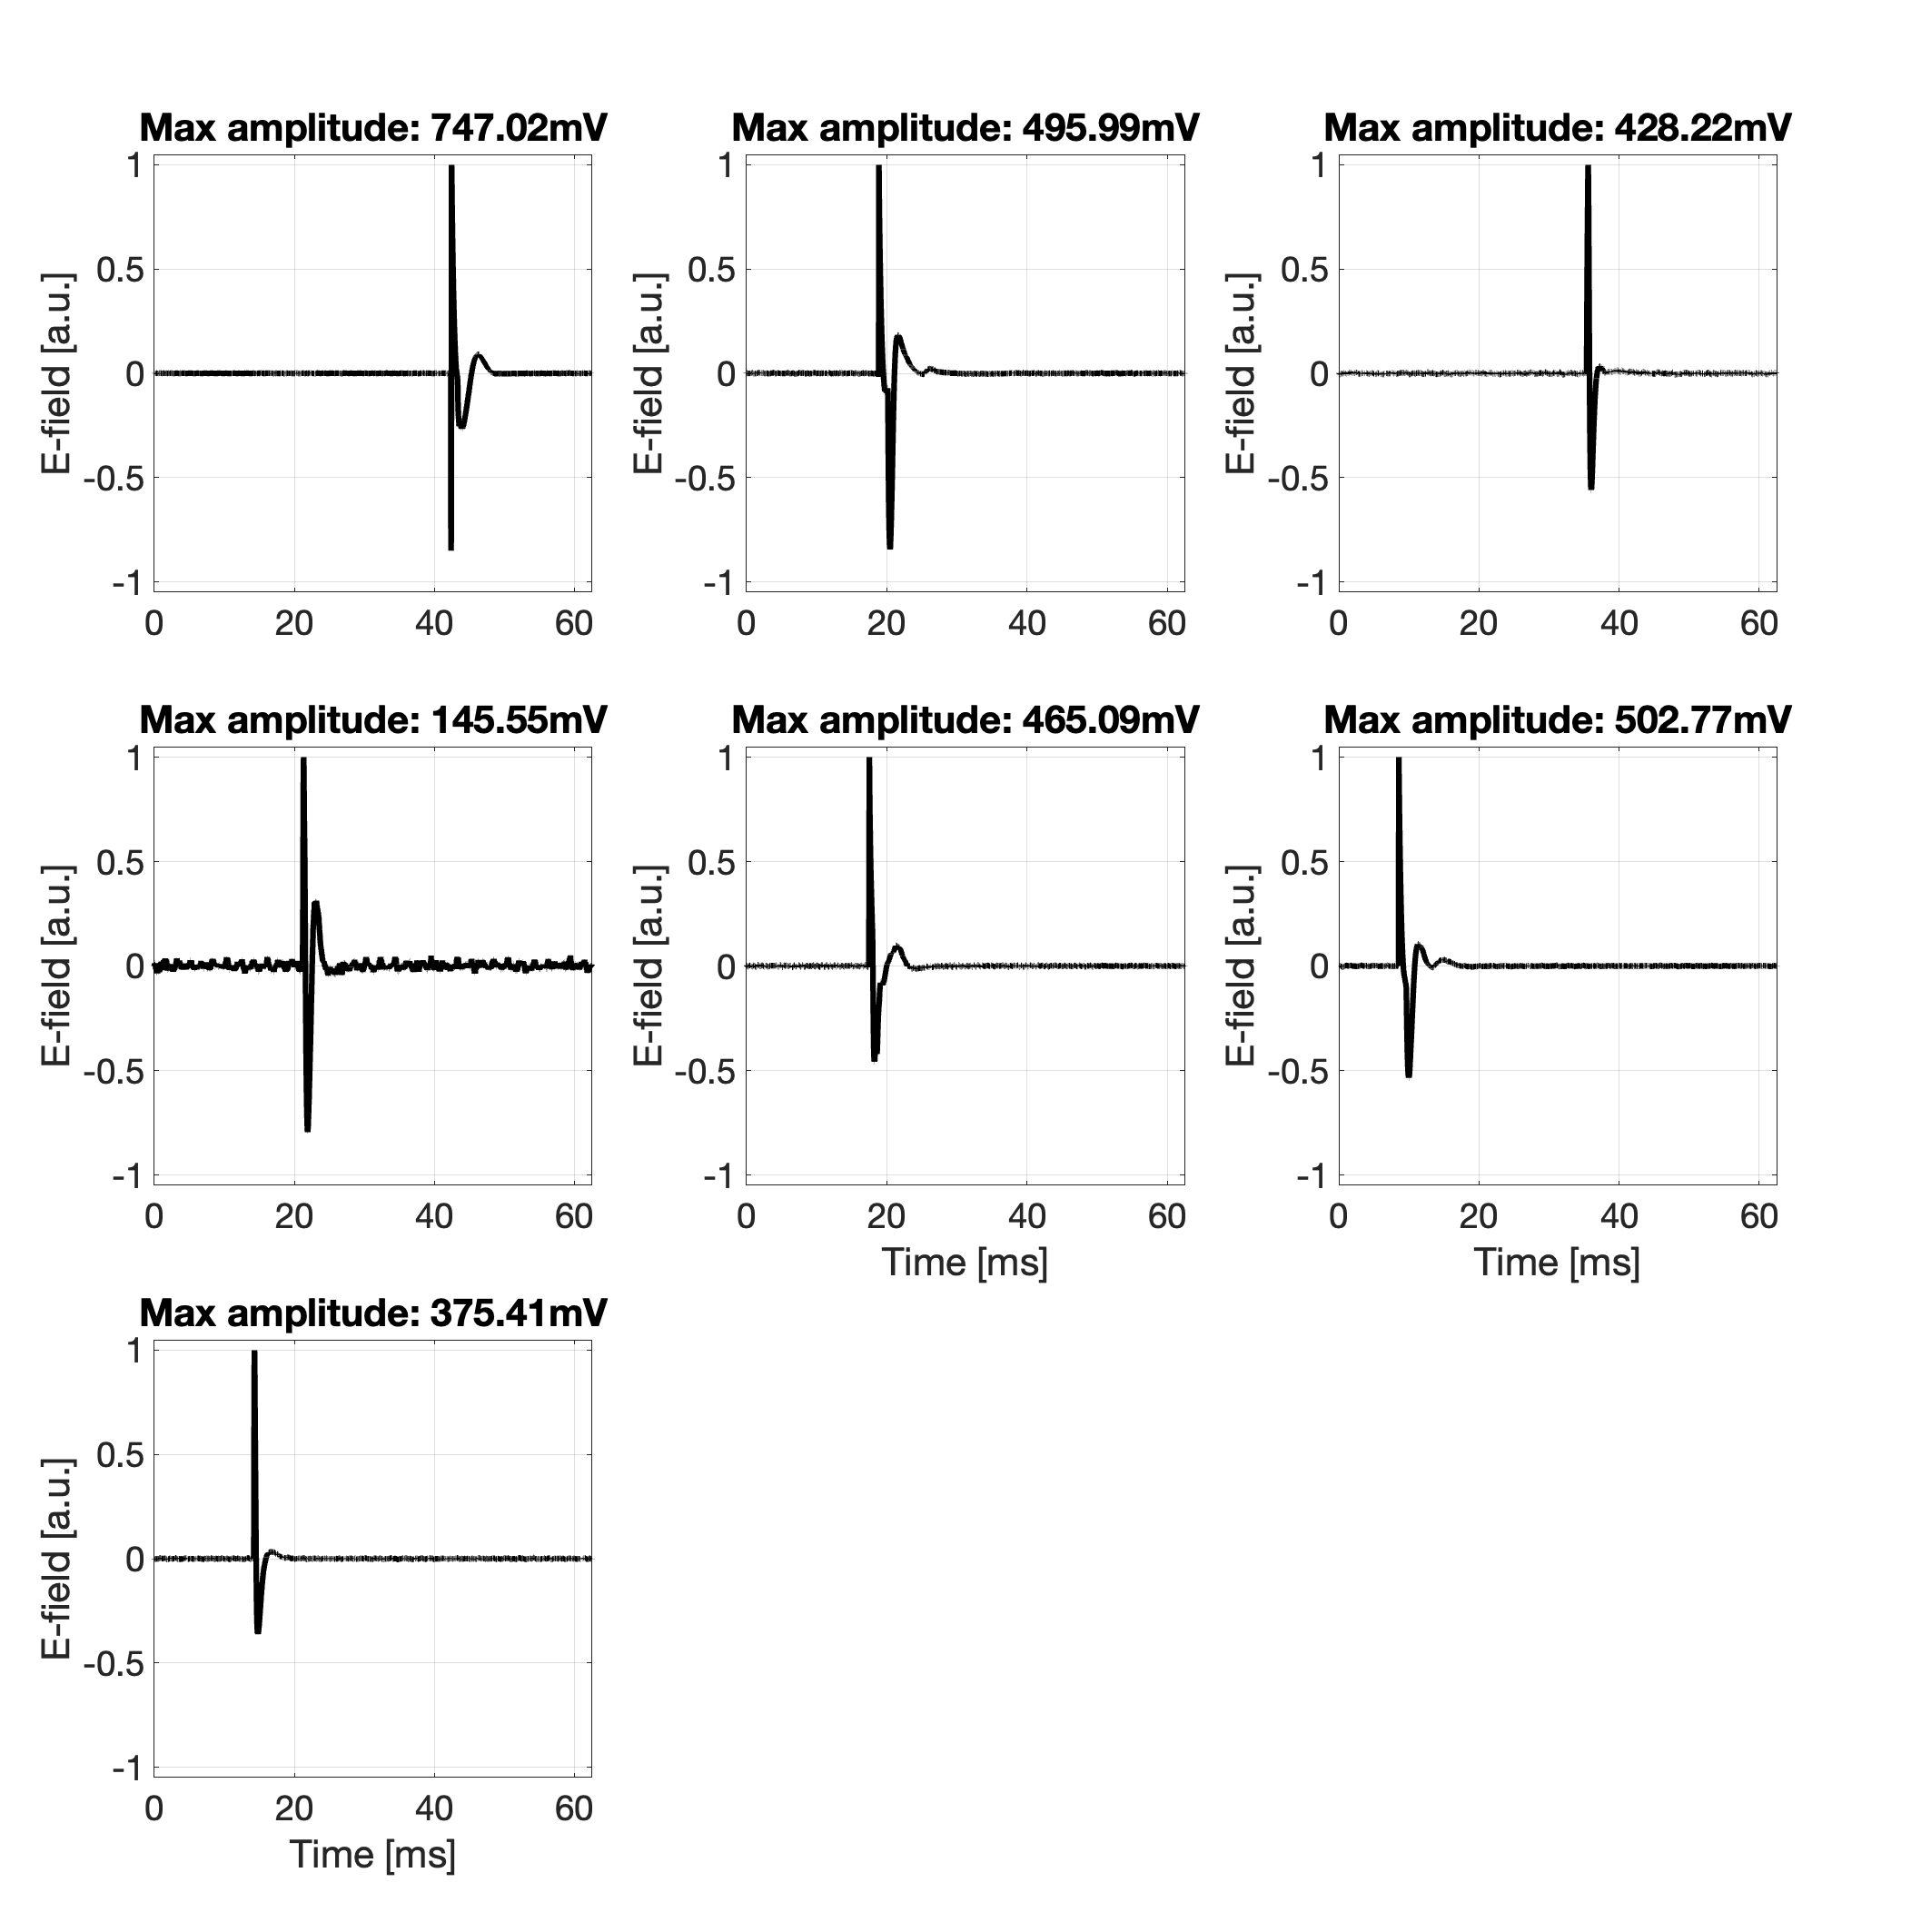 Max amplitude: 747.02mV
1
0.5
0
-0.5
-1
E-field [a.u.]
0 20 40 60
Max amplitude: 495.99mV
1
0.5
0
-0.5
-1
E-field [a.u.]
0 20 40 60
Max amplitude: 428.22mV
1
0.5
0
-0.5
-1
E-field [a.u.]
0 20 40 60
Max amplitude: 145.55mV
1
0.5
0
-0.5
-1
E-field [a.u.]
0 20 40 60
Max amplitude: 465.09mV
1
0.5
0
-0.5
-1
E-field [a.u.]
0 20 40 60
Time [ms]
Max amplitude: 502.77mV
1
0.5
0
-0.5
-1
E-field [a.u.]
0 20 40 60
Time [ms]
Max amplitude: 375.41mV
1
0.5
0
-0.5
-1
E-field [a.u.]
0 20 40 60
Time [ms]